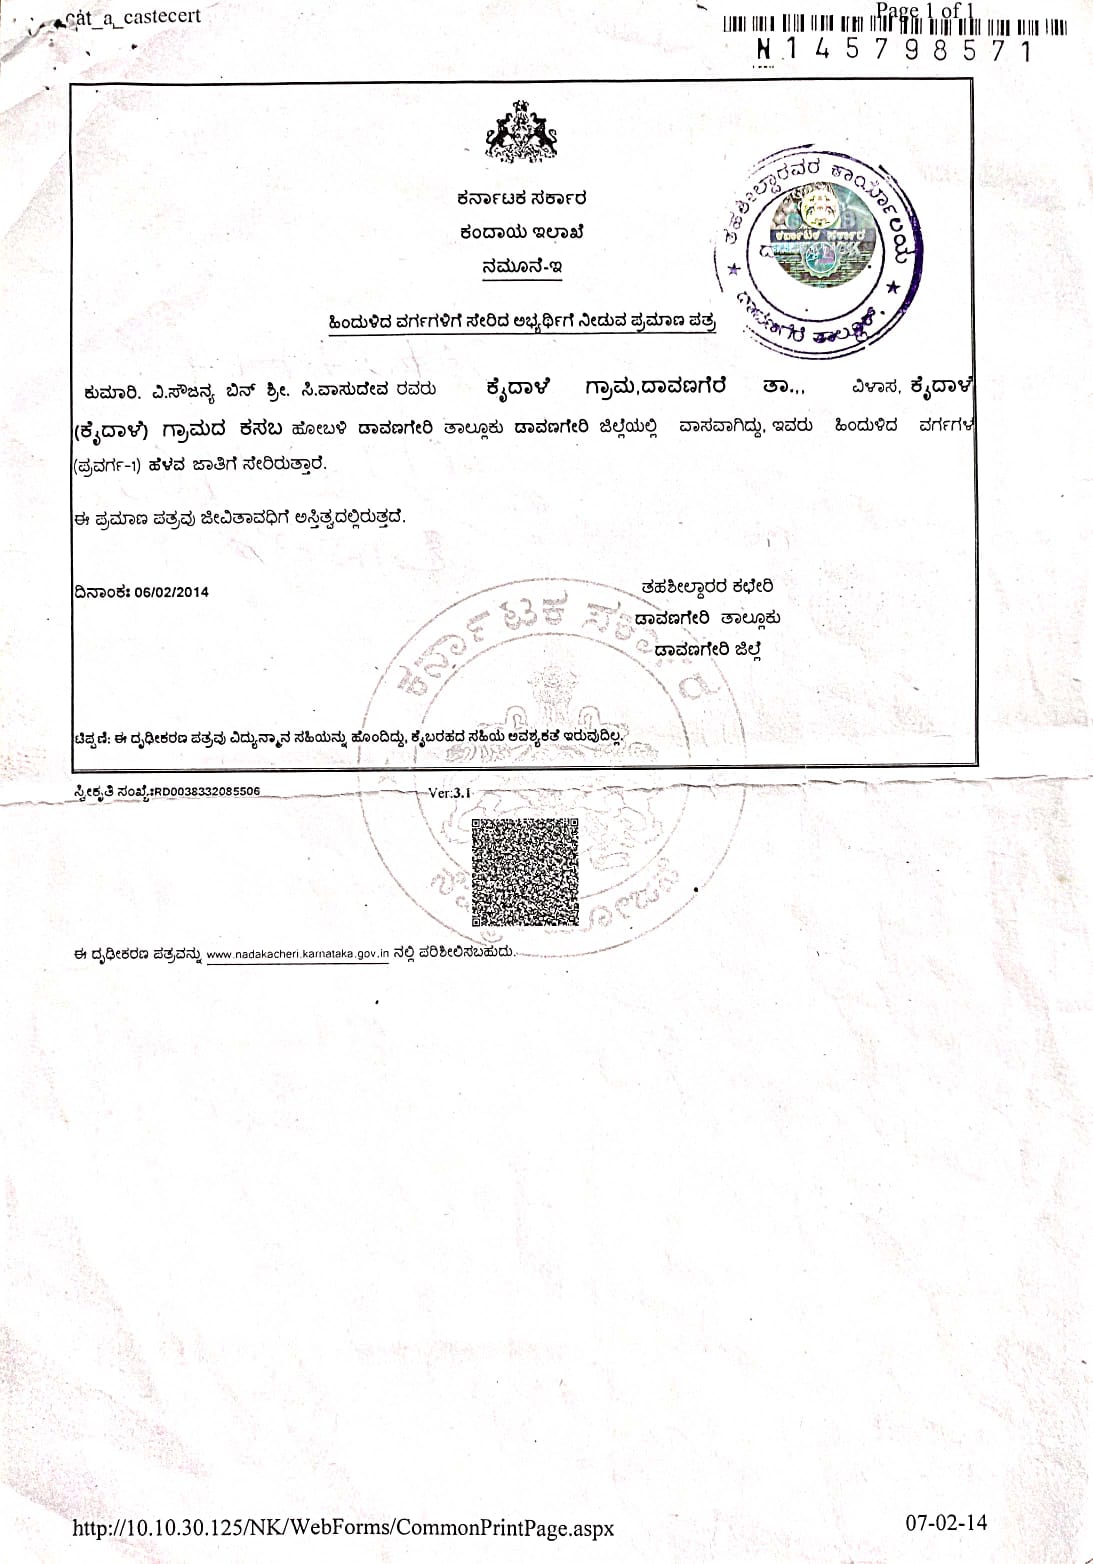 cat_a_castecert
Page 1 of 1
N 1 4 5 7 9 8 5 7 1
ಕರ್ನಾಟಕ ಸರ್ಕಾರ
ಕಂದಾಯ ಇಲಾಖೆ
ನಮೂನೆ-ಇ
ತಹಶೀಲ್ದಾರವರ ಕಾರ್ಯಾಲಯ
ಕರ್ನಾಟಕ ಸರ್ಕಾರ
★ ದಾವಣಗೆರೆ ತಾಲ್ಲೂಕ್. ★
ಹಿಂದುಳಿದ ವರ್ಗಗಳಿಗೆ ಸೇರಿದ ಅಭ್ಯರ್ಥಿಗೆ ನೀಡುವ ಪ್ರಮಾಣ ಪತ್ರ
ಕುಮಾರಿ. ವಿ.ಸೌಜನ್ಯ ಬಿನ್ ಶ್ರೀ. ಸಿ.ವಾಸುದೇವ ರವರು ಕೈದಾಳೆ ಗ್ರಾಮ,ದಾವಣಗೆರೆ ತಾ.,, ವಿಳಾಸ, ಕೈದಾಳೆ
(ಕೈದಾಳೆ) ಗ್ರಾಮದ ಕಸಬ ಹೋಬಳಿ ಡಾವಣಗೇರಿ ತಾಲ್ಲೂಕು ಡಾವಣಗೇರಿ ಜಿಲ್ಲೆಯಲ್ಲಿ ವಾಸವಾಗಿದ್ದು, ಇವರು ಹಿಂದುಳಿದ ವರ್ಗಗಳ
(ಪ್ರವರ್ಗ-1) ಹೆಳವ ಜಾತಿಗೆ ಸೇರಿರುತ್ತಾರೆ.
ಈ ಪ್ರಮಾಣ ಪತ್ರವು ಜೀವಿತಾವಧಿಗೆ ಅಸ್ತಿತ್ವದಲ್ಲಿರುತ್ತದೆ.
ದಿನಾಂಕ: 06/02/2014
ತಹಶೀಲ್ದಾರರ ಕಛೇರಿ
ಡಾವಣಗೇರಿ ತಾಲ್ಲೂಕು
ಡಾವಣಗೇರಿ ಜಿಲ್ಲೆ
ಕರ್ನಾಟಕ ಸರ್ಕಾರ
ಟಿಪ್ಪಣಿ: ಈ ದೃಢೀಕರಣ ಪತ್ರವು ವಿದ್ಯುನ್ಮಾನ ಸಹಿಯನ್ನು ಹೊಂದಿದ್ದು, ಕೈಬರಹದ ಸಹಿಯ ಅವಶ್ಯಕತೆ ಇರುವುದಿಲ್ಲ.
ಸ್ವೀಕೃತಿ ಸಂಖ್ಯೆ:RD0038332085506
Ver:3.1
ಈ ದೃಢೀಕರಣ ಪತ್ರವನ್ನು www.nadakacheri.karnataka.gov.in ನಲ್ಲಿ ಪರಿಶೀಲಿಸಬಹುದು.
http://10.10.30.125/NK/WebForms/CommonPrintPage.aspx
07-02-14